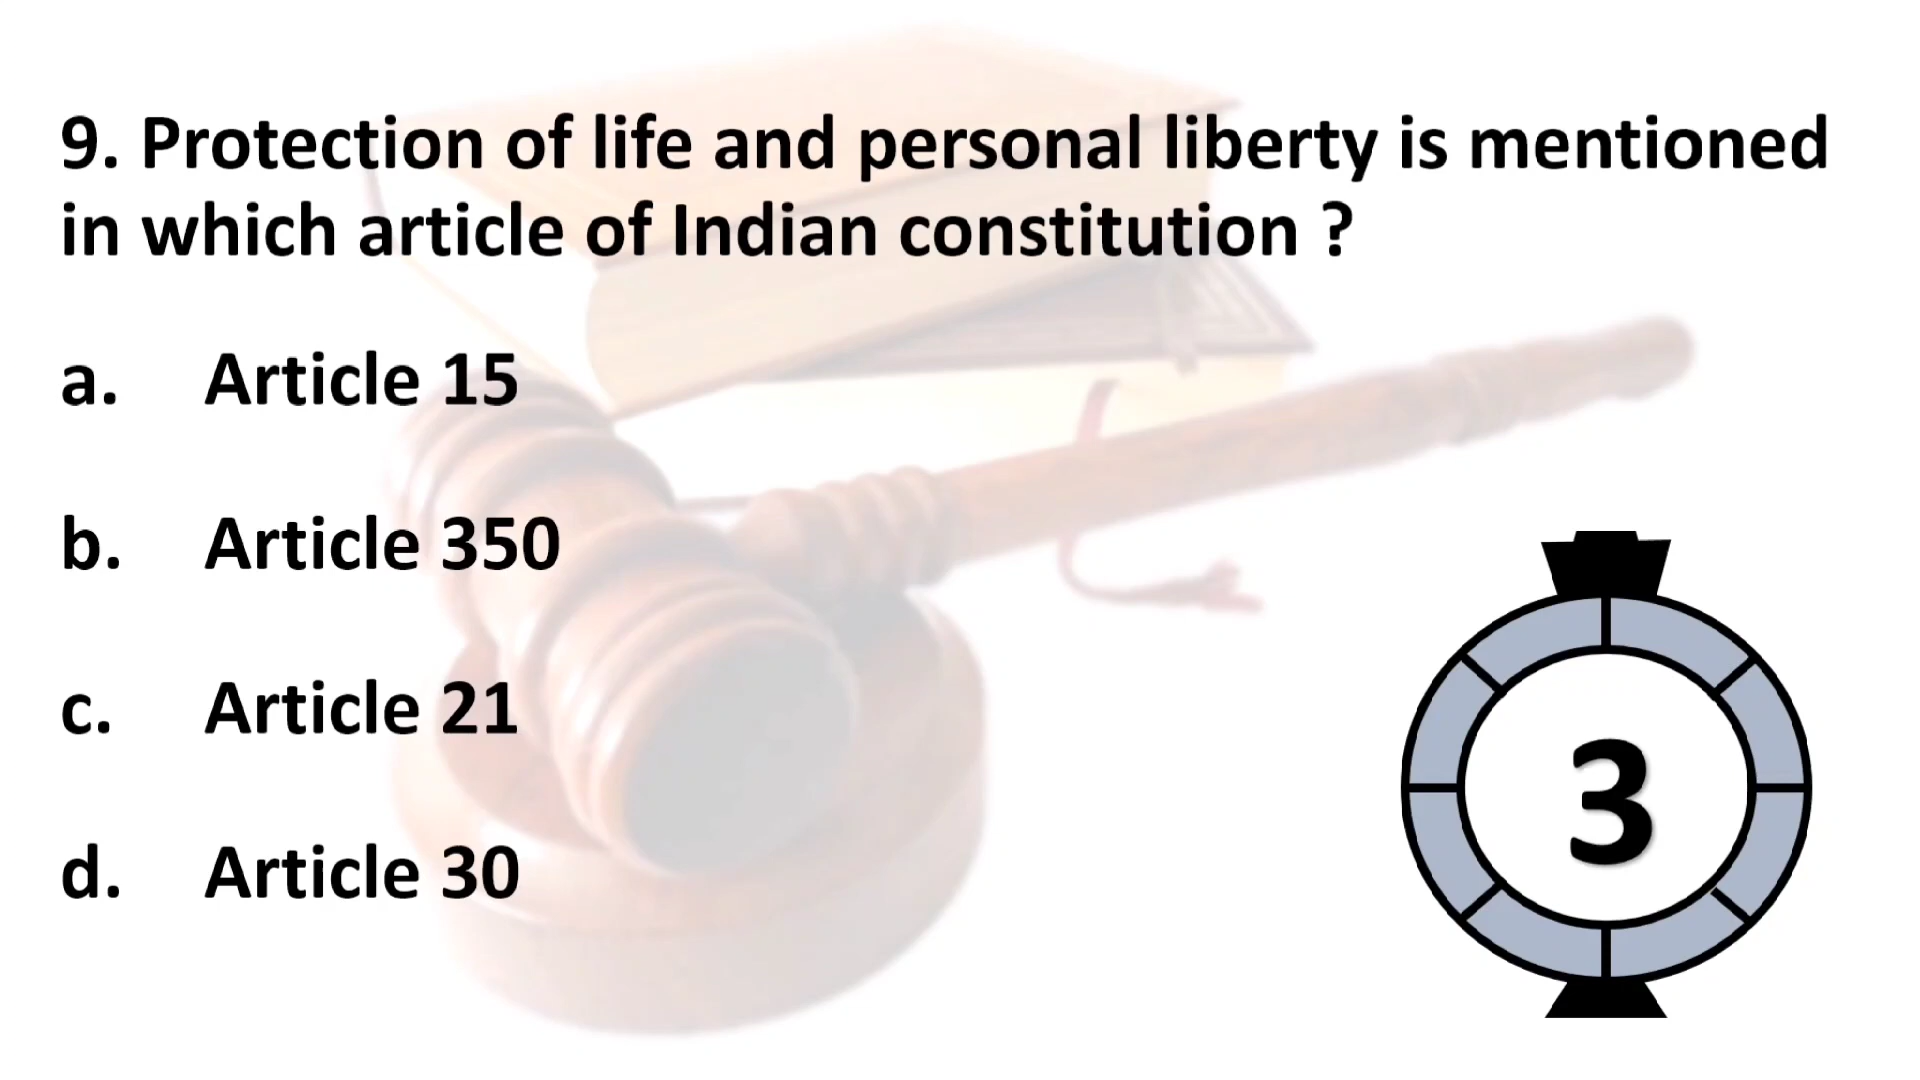 9. Protection of life and personal liberty is mentioned
in which article of Indian constitution ?
a. Article 15
b. Article 350
c. Article 21
d. Article 30
3